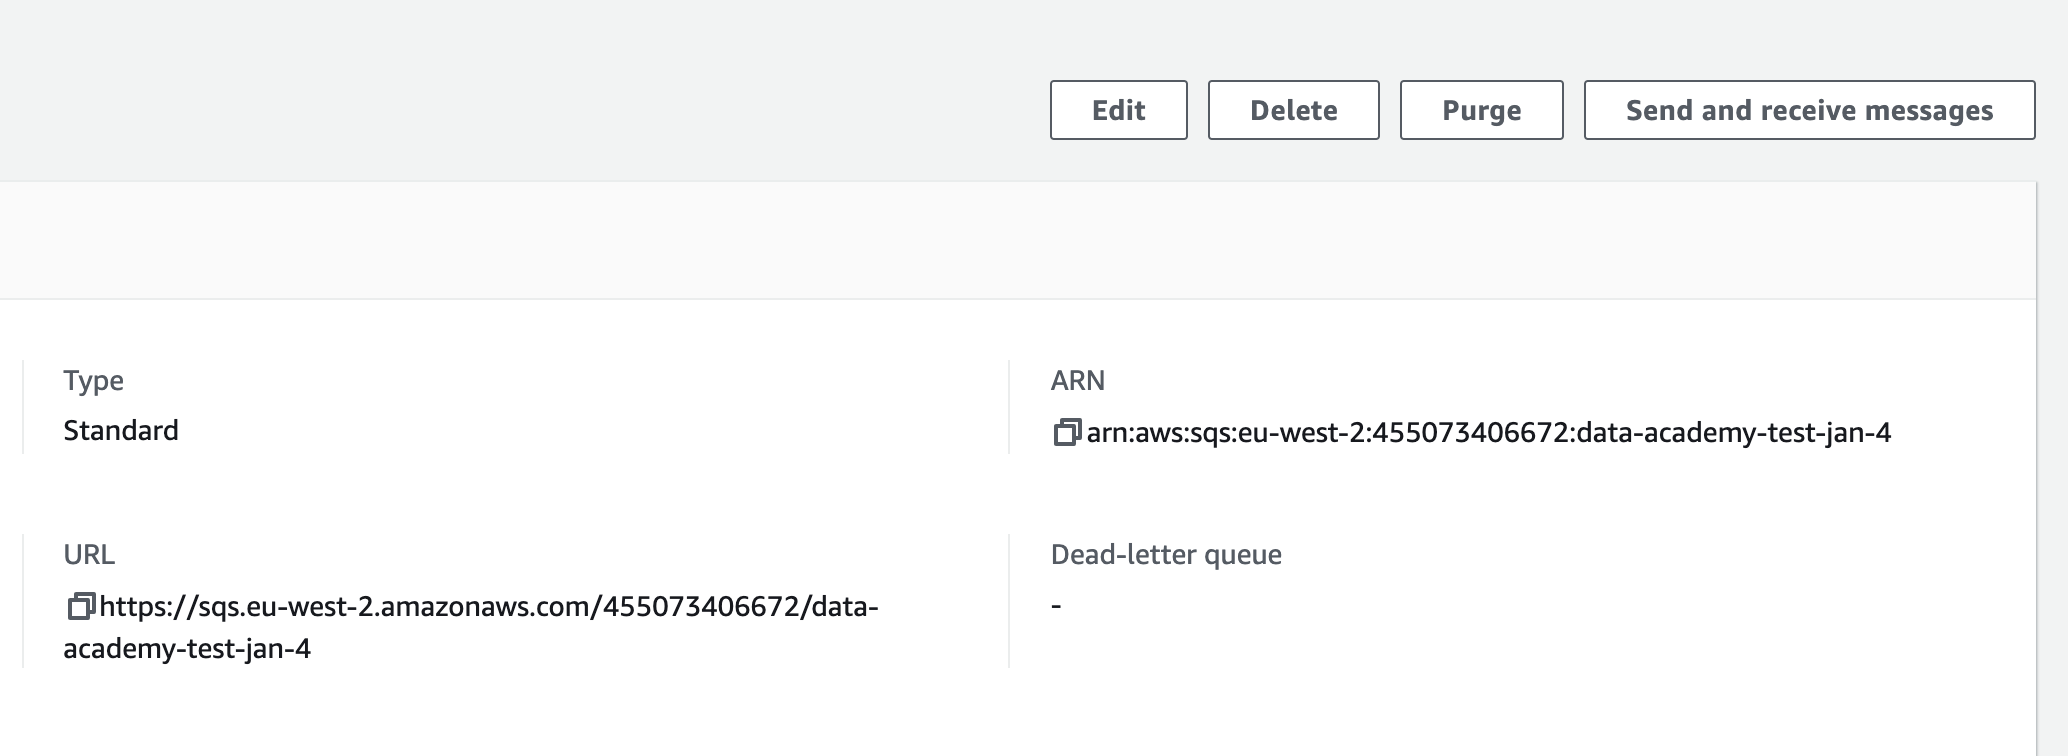 Edit Delete Purge Send and receive messages
Type
Standard
ARN
arn:aws:sqs:eu-west-2:455073406672:data-academy-test-jan-4
URL
https://sqs.eu-west-2.amazonaws.com/455073406672/data-
academy-test-jan-4
Dead-letter queue
-